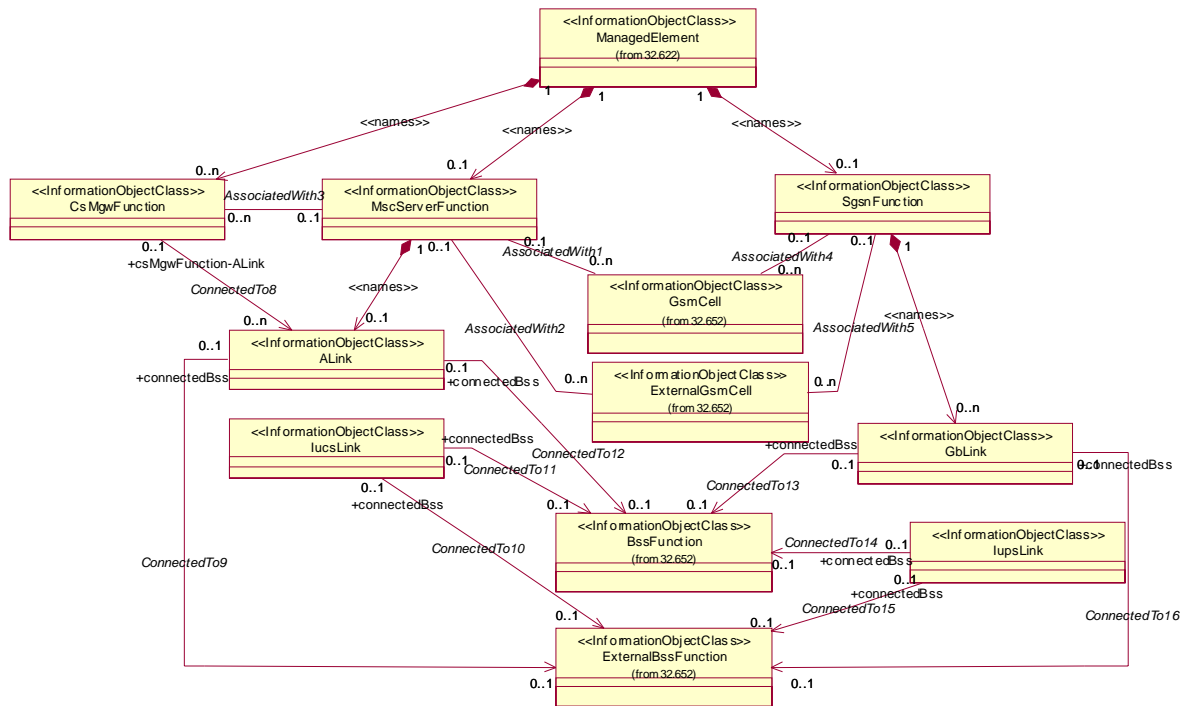 <<InformationObjectClass>>
ManagedElement
(from 32.622)
1
1
1
<<names>>
<<names>>
<<names>>
0..n
0..1
0..1
<<InformationObjectClass>>
CsMgwFunction
AssociatedWith3
0..n
0..1
<<InformationObjectClass>>
MscServerFunction
<<InformationObjectClass>>
SgsnFunction
0..1
+csMgwFunction-ALink
ConnectedTo8
0..n
1
<<names>>
0..1
0..1
0..1
AssociatedWith1
0..n
0..1
AssociatedWith4
0..n
0..1
1
<<InformationObjectClass>>
GsmCell
(from 32.652)
AssociatedWith2
0..n
AssociatedWith5
0..n
<<names>>
0..n
<<InformationObjectClass>>
ALink
0..1
+connectedBss
0..1
+connectedBss
<<InformationObjectClass>>
ExternalGsmCell
(from 32.652)
<<InformationObjectClass>>
IucsLink
+connectedBss
0..1
ConnectedTo11
ConnectedTo12
0..1
+connectedBss
<<InformationObjectClass>>
GbLink
+connectedBss
0..1
0..1
+connectedBss
ConnectedTo13
0..1
0..1
0..1
<<InformationObjectClass>>
BssFunction
(from 32.652)
ConnectedTo14
0..1
+connectedBss
0..1
<<InformationObjectClass>>
IupsLink
0..1
+connectedBss
ConnectedTo15
0..1
ConnectedTo9
ConnectedTo10
0..1
ConnectedTo16
<<InformationObjectClass>>
ExternalBssFunction
(from 32.652)
0..1
0..1